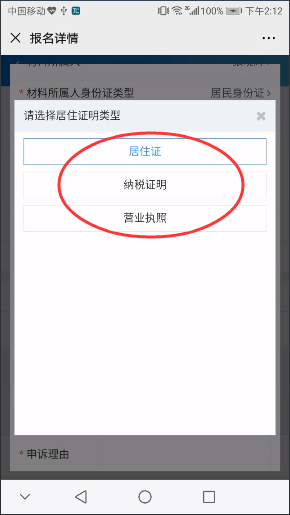 中国移动 100% 下午2:12
报名详情
* 材料所属人身份证类型 居民身份证
请选择居住证明类型
居住证
纳税证明
营业执照
* 申诉理由